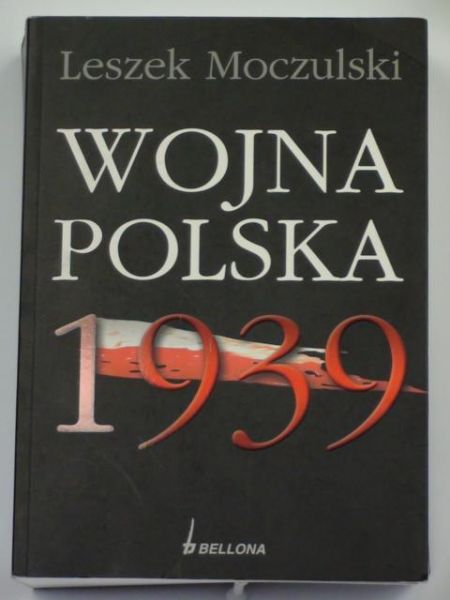 Leszek Moczulski
WOJNA
POLSKA
1939
BELLONA